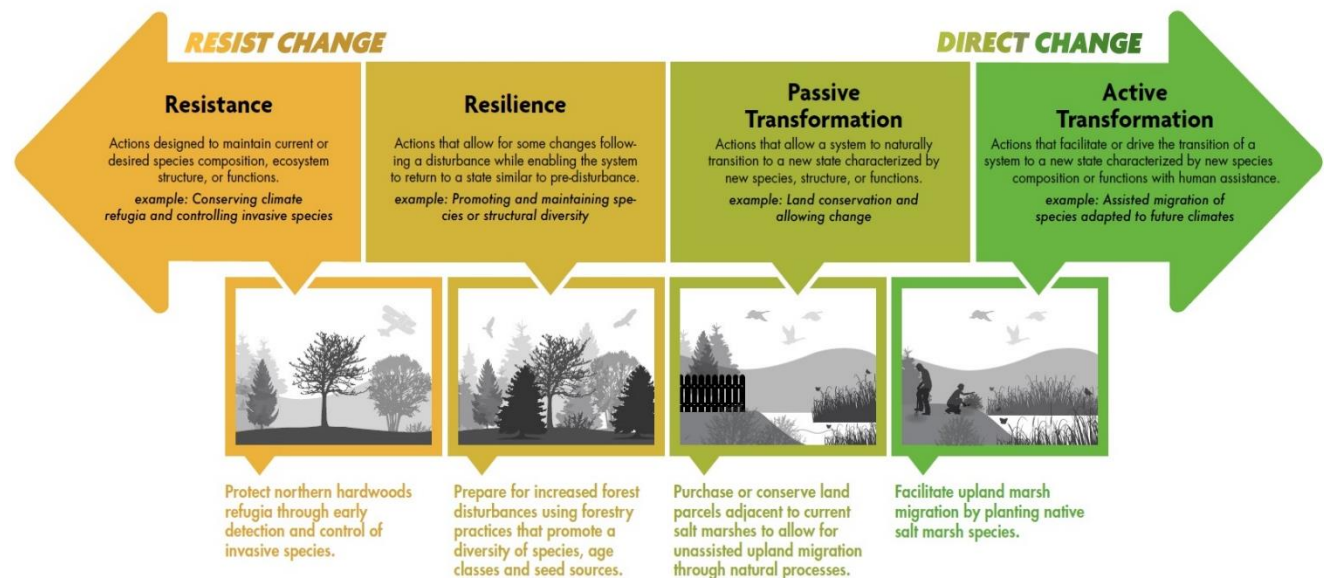 RESIST CHANGE
DIRECT CHANGE
Resistance
Actions designed to maintain current or
desired species composition, ecosystem
structure, or functions.
example: Conserving climate
refugia and controlling invasive species
Resilience
Actions that allow for some changes follow-
ing a disturbance while enabling the system
to return to a state similar to pre-disturbance.
example: Promoting and maintaining spe-
cies or structural diversity
Passive
Transformation
Actions that allow a system to naturally
transition to a new state characterized by
new species, structure, or functions.
example: Land conservation and
allowing change
Active
Transformation
Actions that facilitate or drive the transition of a
system to a new state characterized by new species
composition or functions with human assistance.
example: Assisted migration of
species adapted to future climates
Protect northern hardwoods
refugia through early
detection and control of
invasive species.
Prepare for increased forest
disturbances using forestry
practices that promote a
diversity of species, age
classes and seed sources.
Purchase or conserve land
parcels adjacent to current
salt marshes to allow for
unassisted upland migration
through natural processes.
Facilitate upland marsh
migration by planting native
salt marsh species.